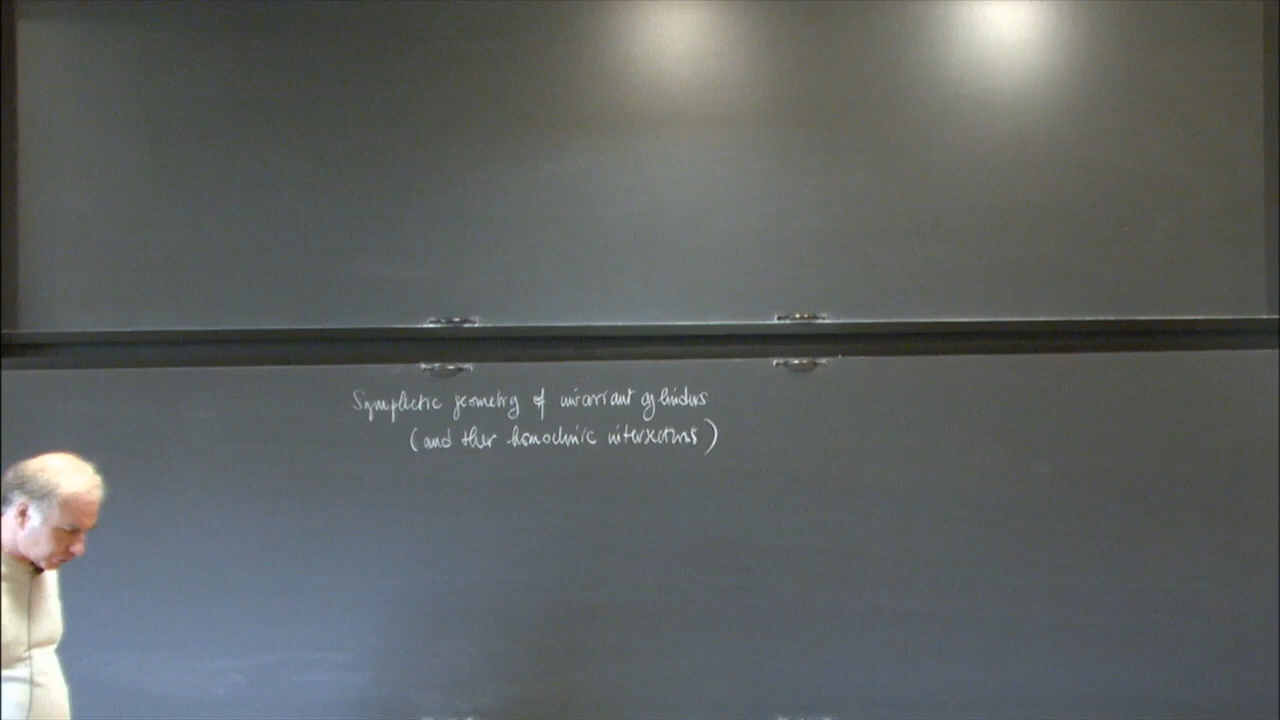 Symplectic geometry of invariant cylinders
(and their homoclinic intersections)